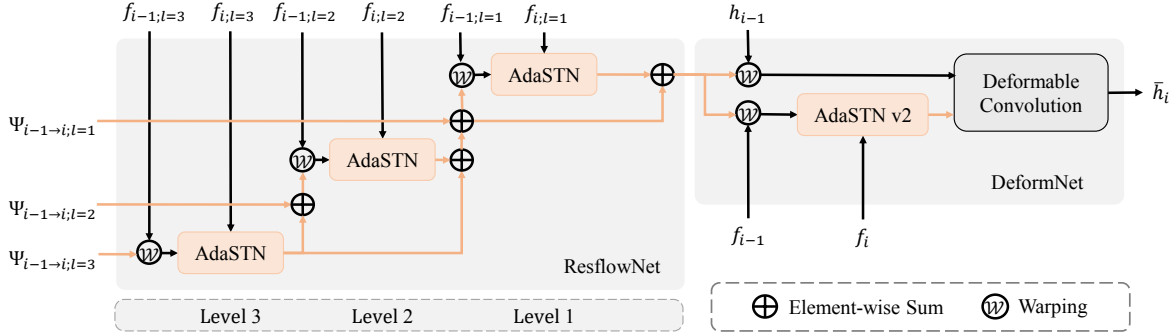 f_{i−1;l=3} f_{i;l=3} f_{i−1;l=2} f_{i;l=2} f_{i−1;l=1} f_{i;l=1} h_{i−1}
𝒲 AdaSTN 𝒲
Deformable
Convolution
h̄_i
Ψ_{i−1→i;l=1} 𝒲 AdaSTN v2
𝒲 AdaSTN
DeformNet
Ψ_{i−1→i;l=2}
f_{i−1} f_i
Ψ_{i−1→i;l=3} 𝒲 AdaSTN
ResflowNet
Level 3 Level 2 Level 1
Element-wise Sum 𝒲 Warping